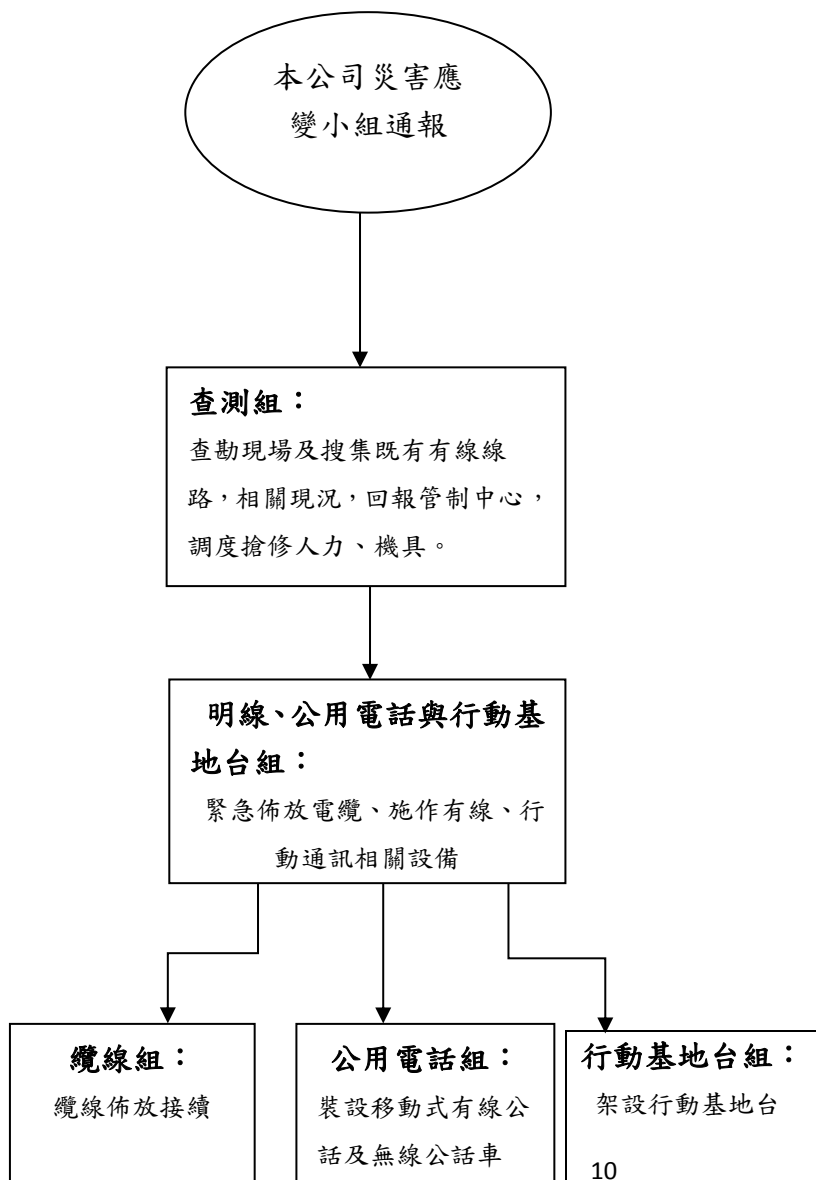 本公司災害應
變小組通報
查測組：
查勘現場及搜集既有有線線
路，相關現況，回報管制中心，
調度搶修人力、機具。
明線、公用電話與行動基
地台組：
緊急佈放電纜、施作有線、行
動通訊相關設備
纜線組：
纜線佈放接續
公用電話組：
裝設移動式有線公
話及無線公話車
行動基地台組：
架設行動基地台
10